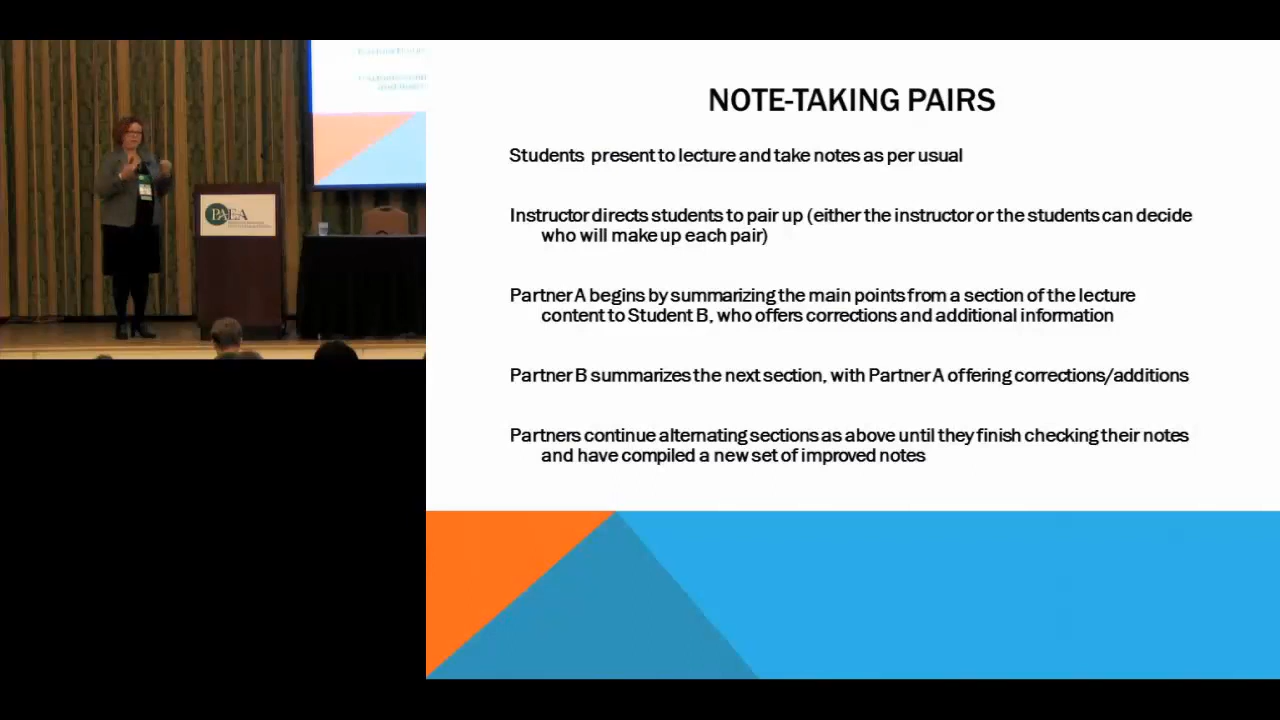 PAEA
NOTE-TAKING PAIRS
Students present to lecture and take notes as per usual
Instructor directs students to pair up (either the instructor or the students can decide
who will make up each pair)
Partner A begins by summarizing the main points from a section of the lecture
content to Student B, who offers corrections and additional information
Partner B summarizes the next section, with Partner A offering corrections/additions
Partners continue alternating sections as above until they finish checking their notes
and have compiled a new set of improved notes